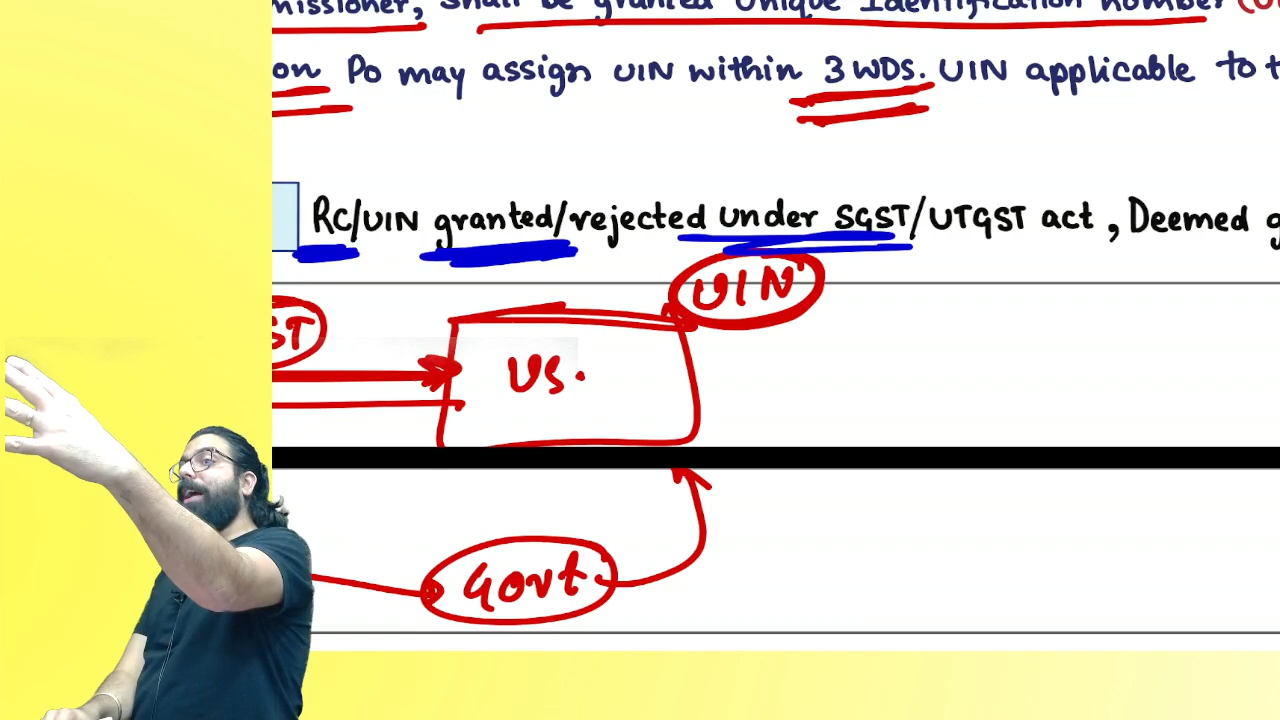 missioner, shall be granted Unique Identification number (U
on PO may assign UIN within 3 WDS. UIN applicable to t
RC/UIN granted/rejected under SGST/UTGST act, Deemed g
UIN
ST
US.
Govt.